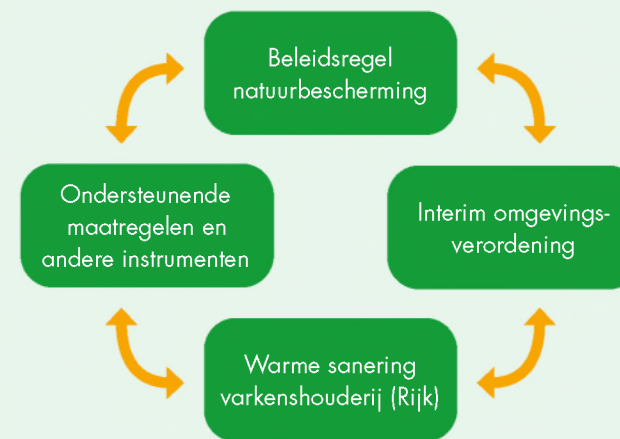 Beleidsregel
natuurbescherming
Ondersteunende
maatregelen en
andere instrumenten
Interim omgevings-
verordening
Warme sanering
varkenshouderij (Rijk)